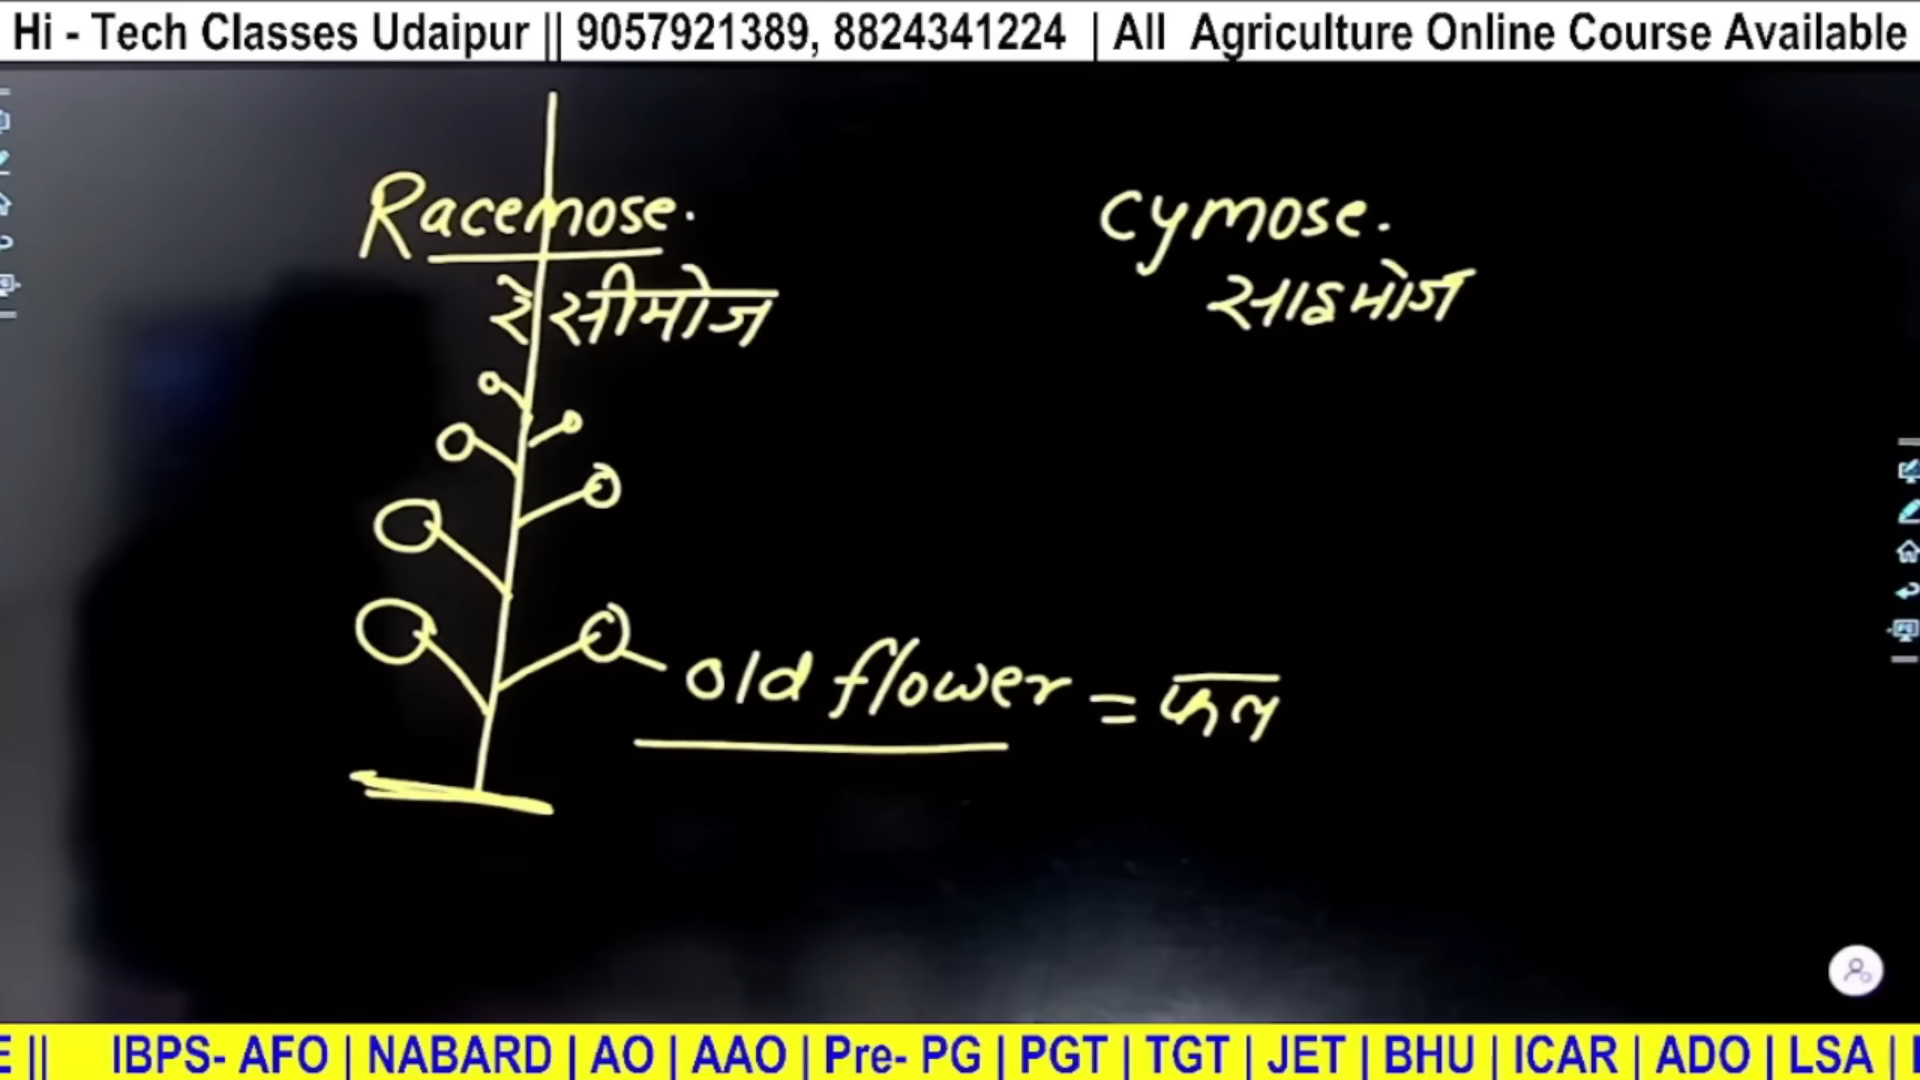 Hi - Tech Classes Udaipur || 9057921389, 8824341224 | All Agriculture Online Course Available
Racemose.
रेसीमोज
Cymose.
साइमोज
old flower = फल
E || IBPS- AFO | NABARD | AO | AAO | Pre- PG | PGT | TGT | JET | BHU | ICAR | ADO | LSA |